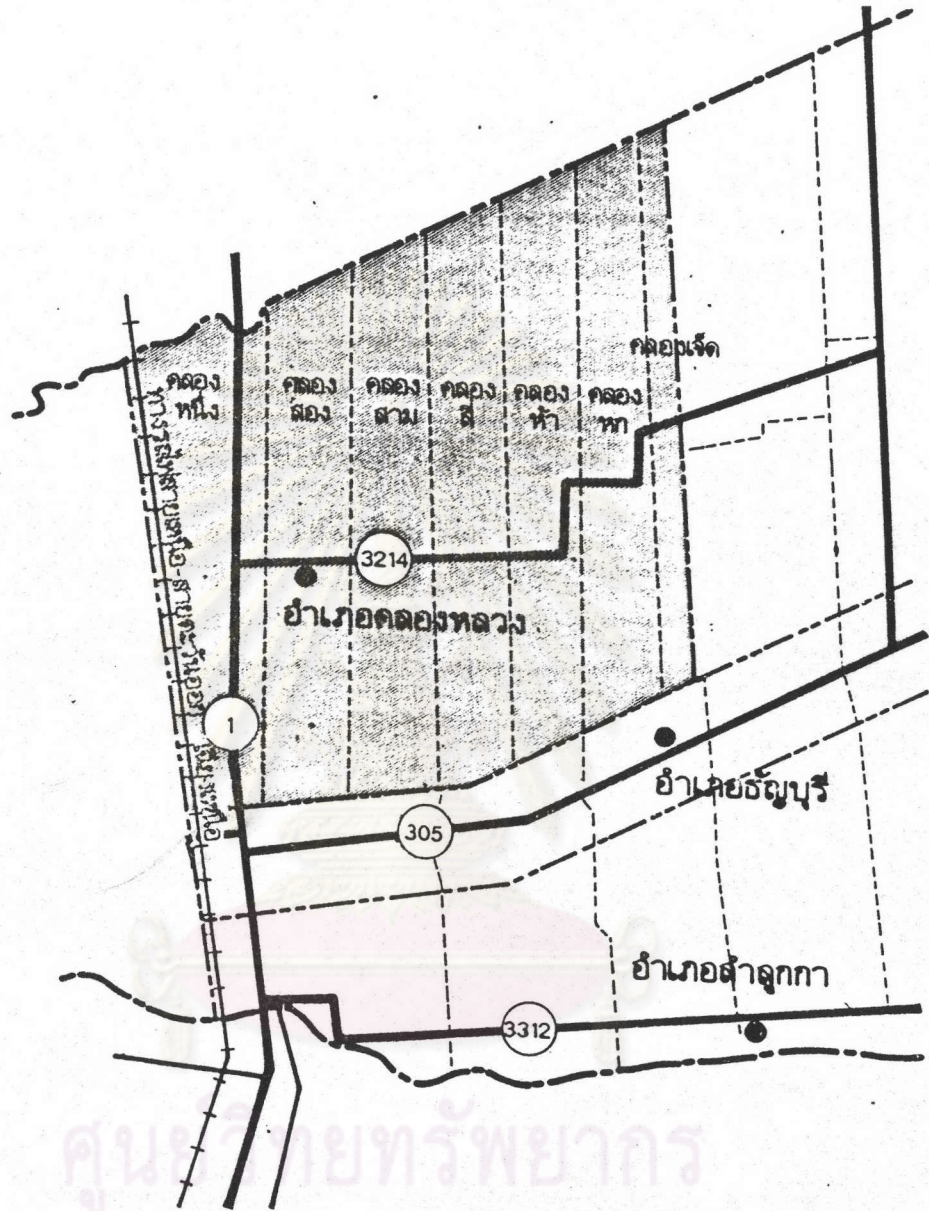 คลองเจ็ด
คลอง
หนึ่ง
คลอง
สอง
คลอง
สาม
คลอง
สี่
คลอง
ห้า
คลอง
หก
3214
อำเภอคลองหลวง
1
อำเภอธัญบุรี
305
อำเภอลำลูกกา
3312
ศูนย์วิทยทรัพยากร